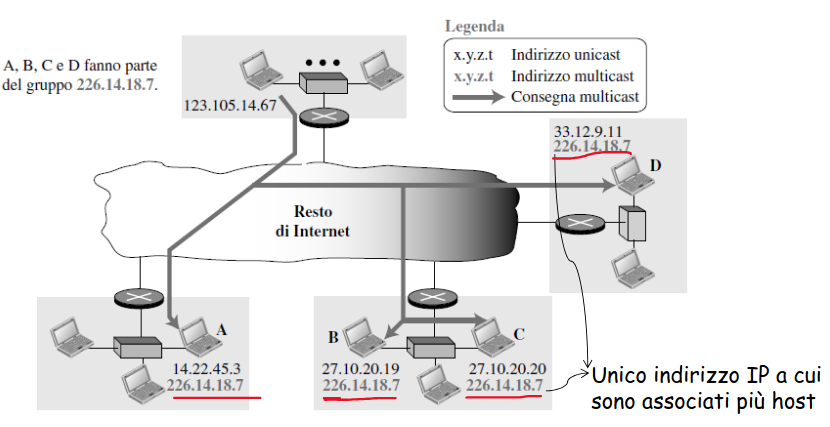 Legenda
x.y.z.t Indirizzo unicast
x.y.z.t Indirizzo multicast
Consegna multicast
A, B, C e D fanno parte
del gruppo 226.14.18.7.
123.105.14.67
33.12.9.11
226.14.18.7
D
Resto
di Internet
A
14.22.45.3
226.14.18.7
B
27.10.20.19
226.14.18.7
C
27.10.20.20
226.14.18.7
Unico indirizzo IP a cui
sono associati più host